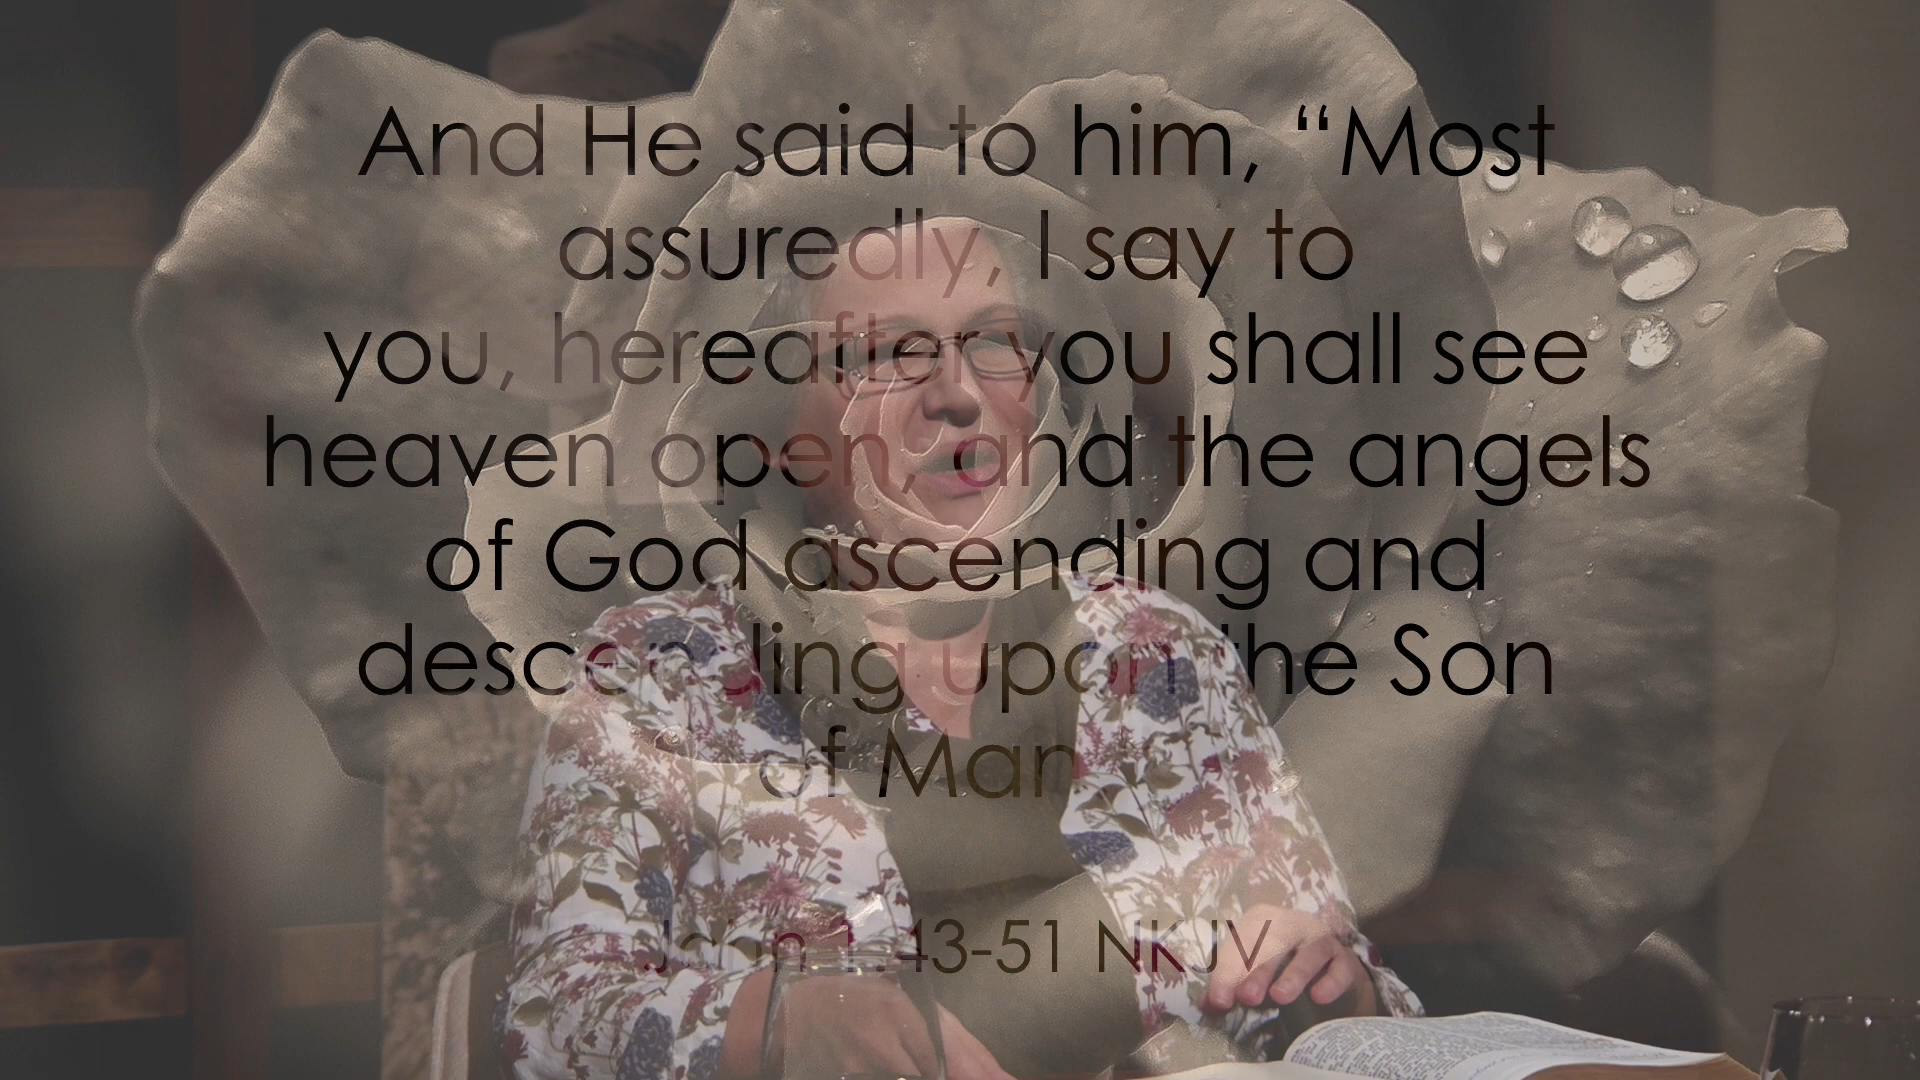 And He said to him, “Most
assuredly, I say to
you, hereafter you shall see
heaven open, and the angels
of God ascending and
descending upon the Son
of Man
John 1:43-51 NKJV